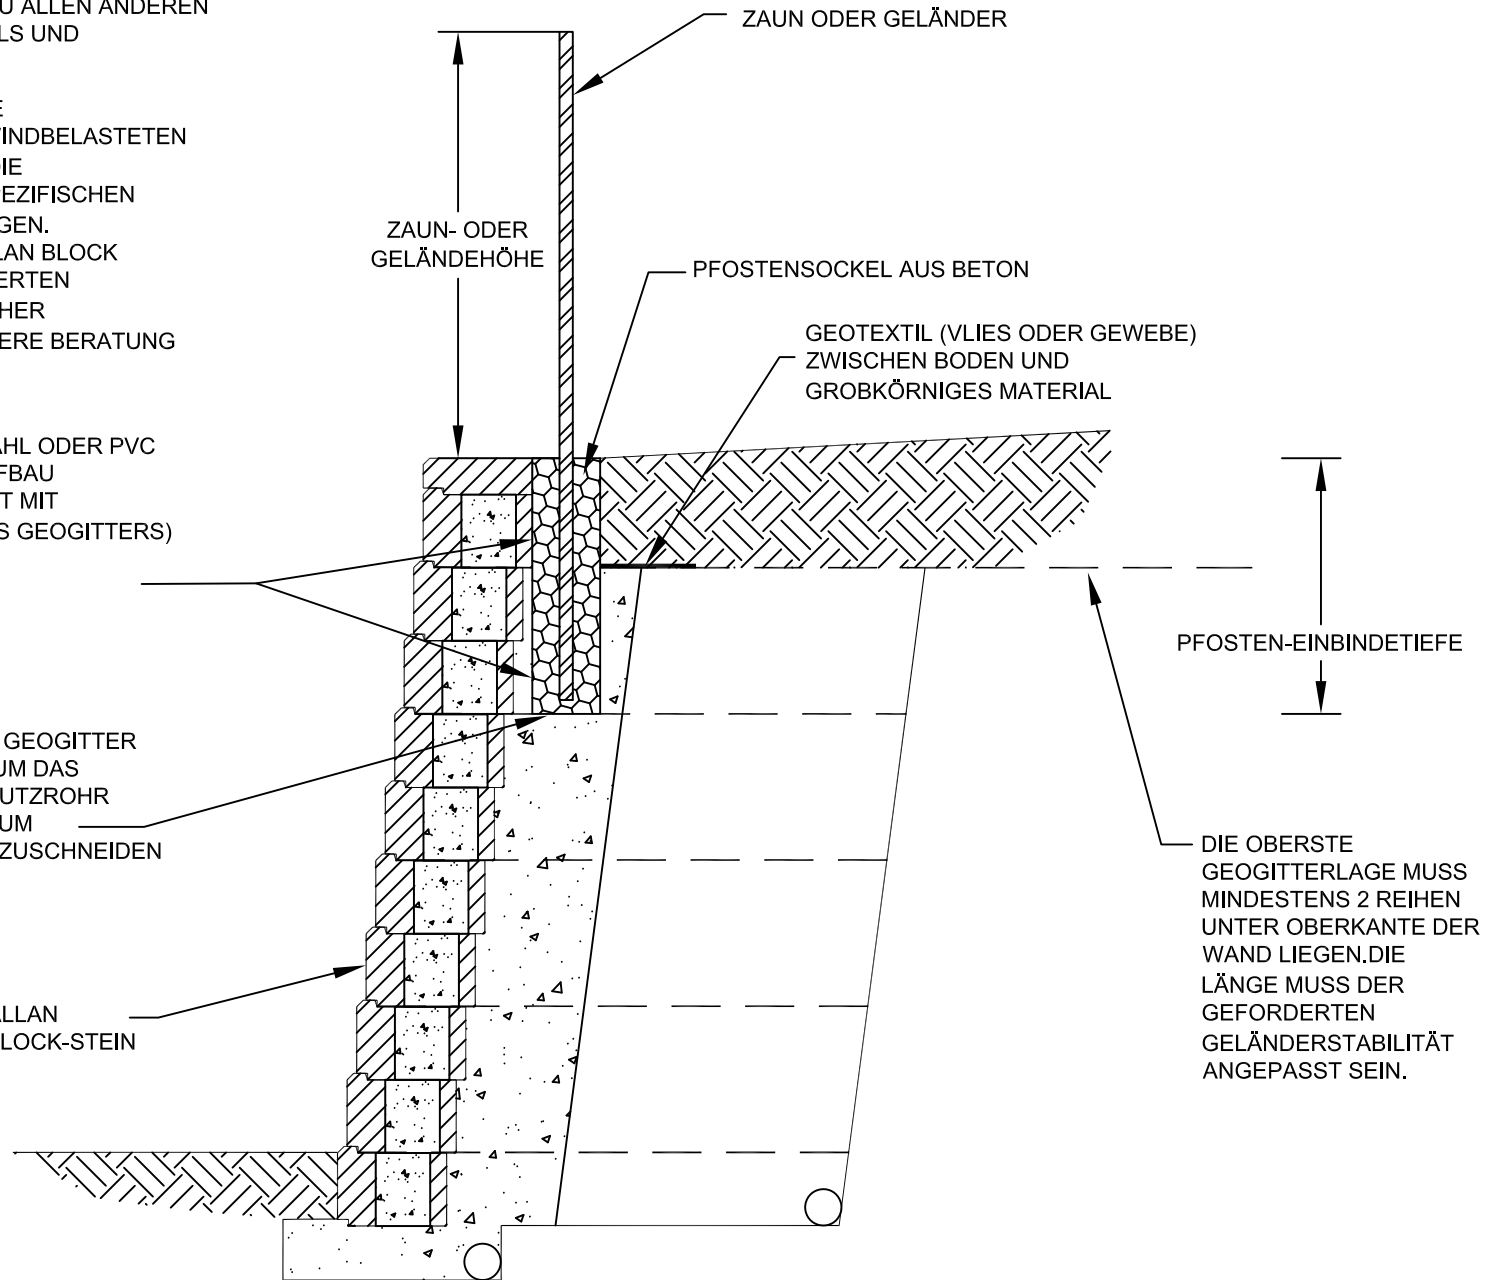 U ALLEN ANDEREN
LS UND
E
INDBELASTETEN
DIE
PEZIFISCHEN
GEN.
LAN BLOCK
ERTEN
HER
ERE BERATUNG
AHL ODER PVC
FBAU
T MIT
S GEOGITTERS)
GEOGITTER
UM DAS
UTZROHR
UM
ZUSCHNEIDEN
ALLAN
LOCK-STEIN
ZAUN ODER GELÄNDER
ZAUN- ODER
GELÄNDEHÖHE
PFOSTENSOCKEL AUS BETON
GEOTEXTIL (VLIES ODER GEWEBE)
ZWISCHEN BODEN UND
GROBKÖRNIGES MATERIAL
PFOSTEN-EINBINDETIEFE
DIE OBERSTE
GEOGITTERLAGE MUSS
MINDESTENS 2 REIHEN
UNTER OBERKANTE DER
WAND LIEGEN.DIE
LÄNGE MUSS DER
GEFORDERTEN
GELÄNDERSTABILITÄT
ANGEPASST SEIN.